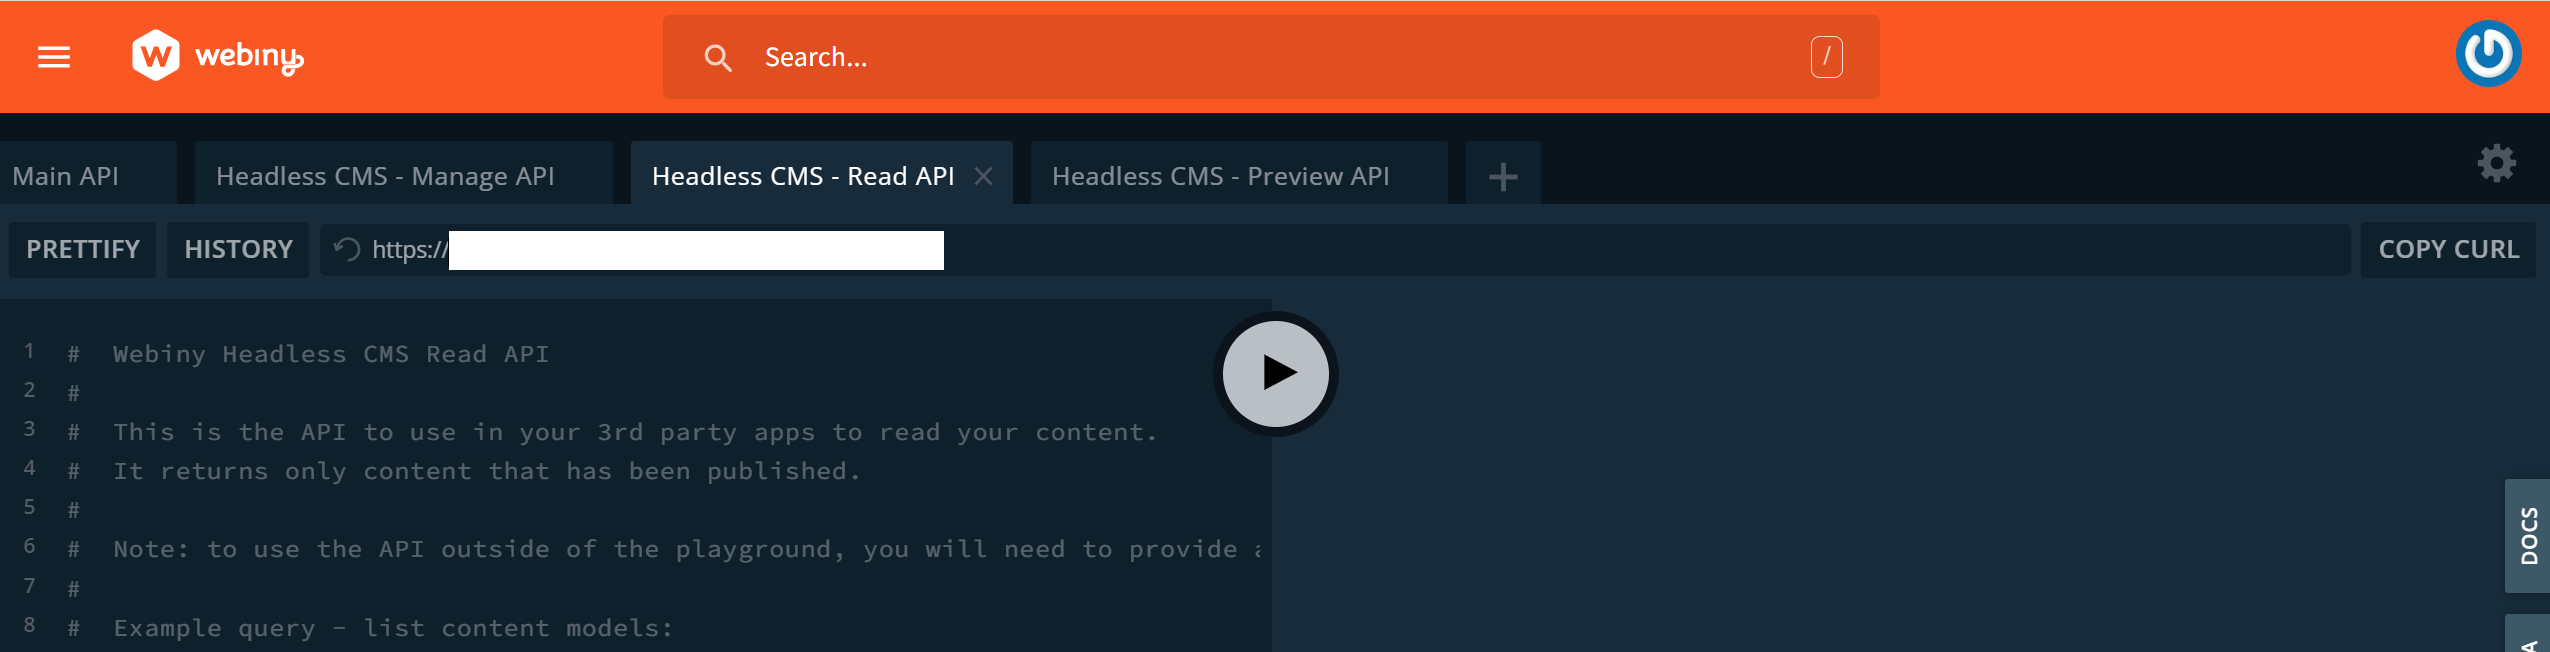 webiny
Search...
/
Main API
Headless CMS - Manage API
Headless CMS - Read API
Headless CMS - Preview API
PRETTIFY
HISTORY
https://
COPY CURL
1 # Webiny Headless CMS Read API
2 #
3 # This is the API to use in your 3rd party apps to read your content.
4 # It returns only content that has been published.
5 #
6 # Note: to use the API outside of the playground, you will need to provide
7 #
8 # Example query - list content models:
DOCS